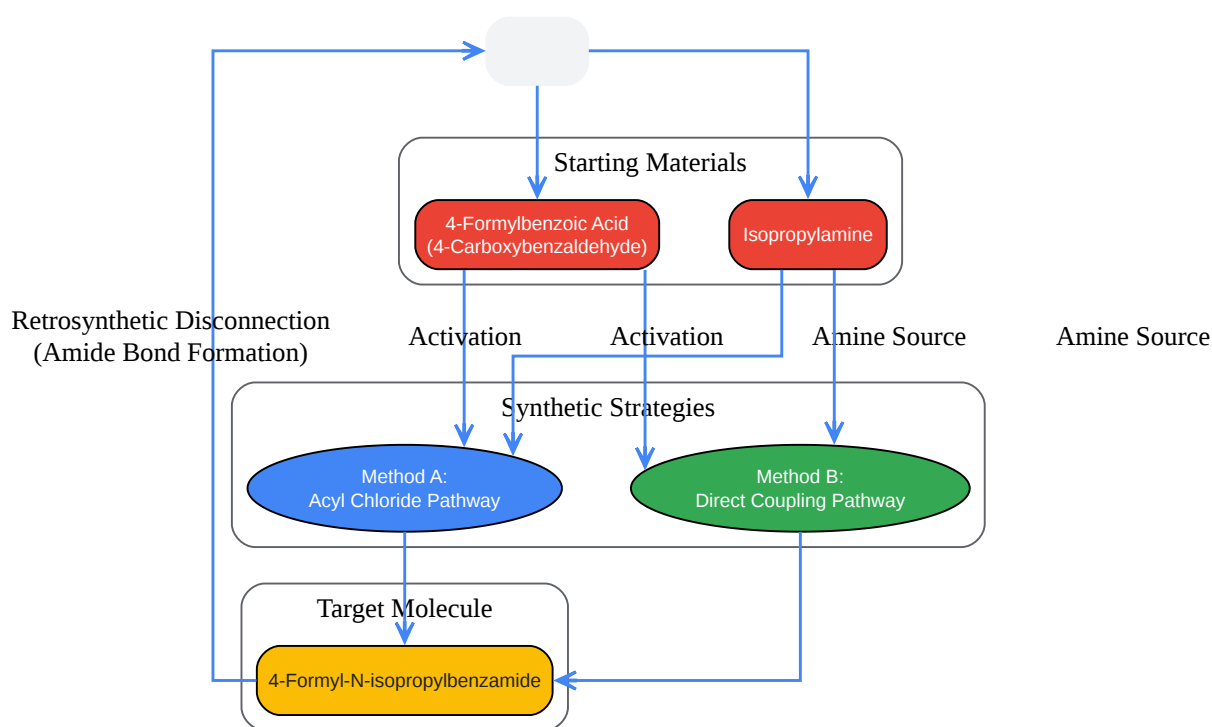 Starting Materials
4-Formylbenzoic Acid
(4-Carboxybenzaldehyde)
Isopropylamine
Retrosynthetic Disconnection
(Amide Bond Formation)
Activation
Activation
Amine Source
Amine Source
Synthetic Strategies
Method A:
Acyl Chloride Pathway
Method B:
Direct Coupling Pathway
Target Molecule
4-Formyl-N-isopropylbenzamide